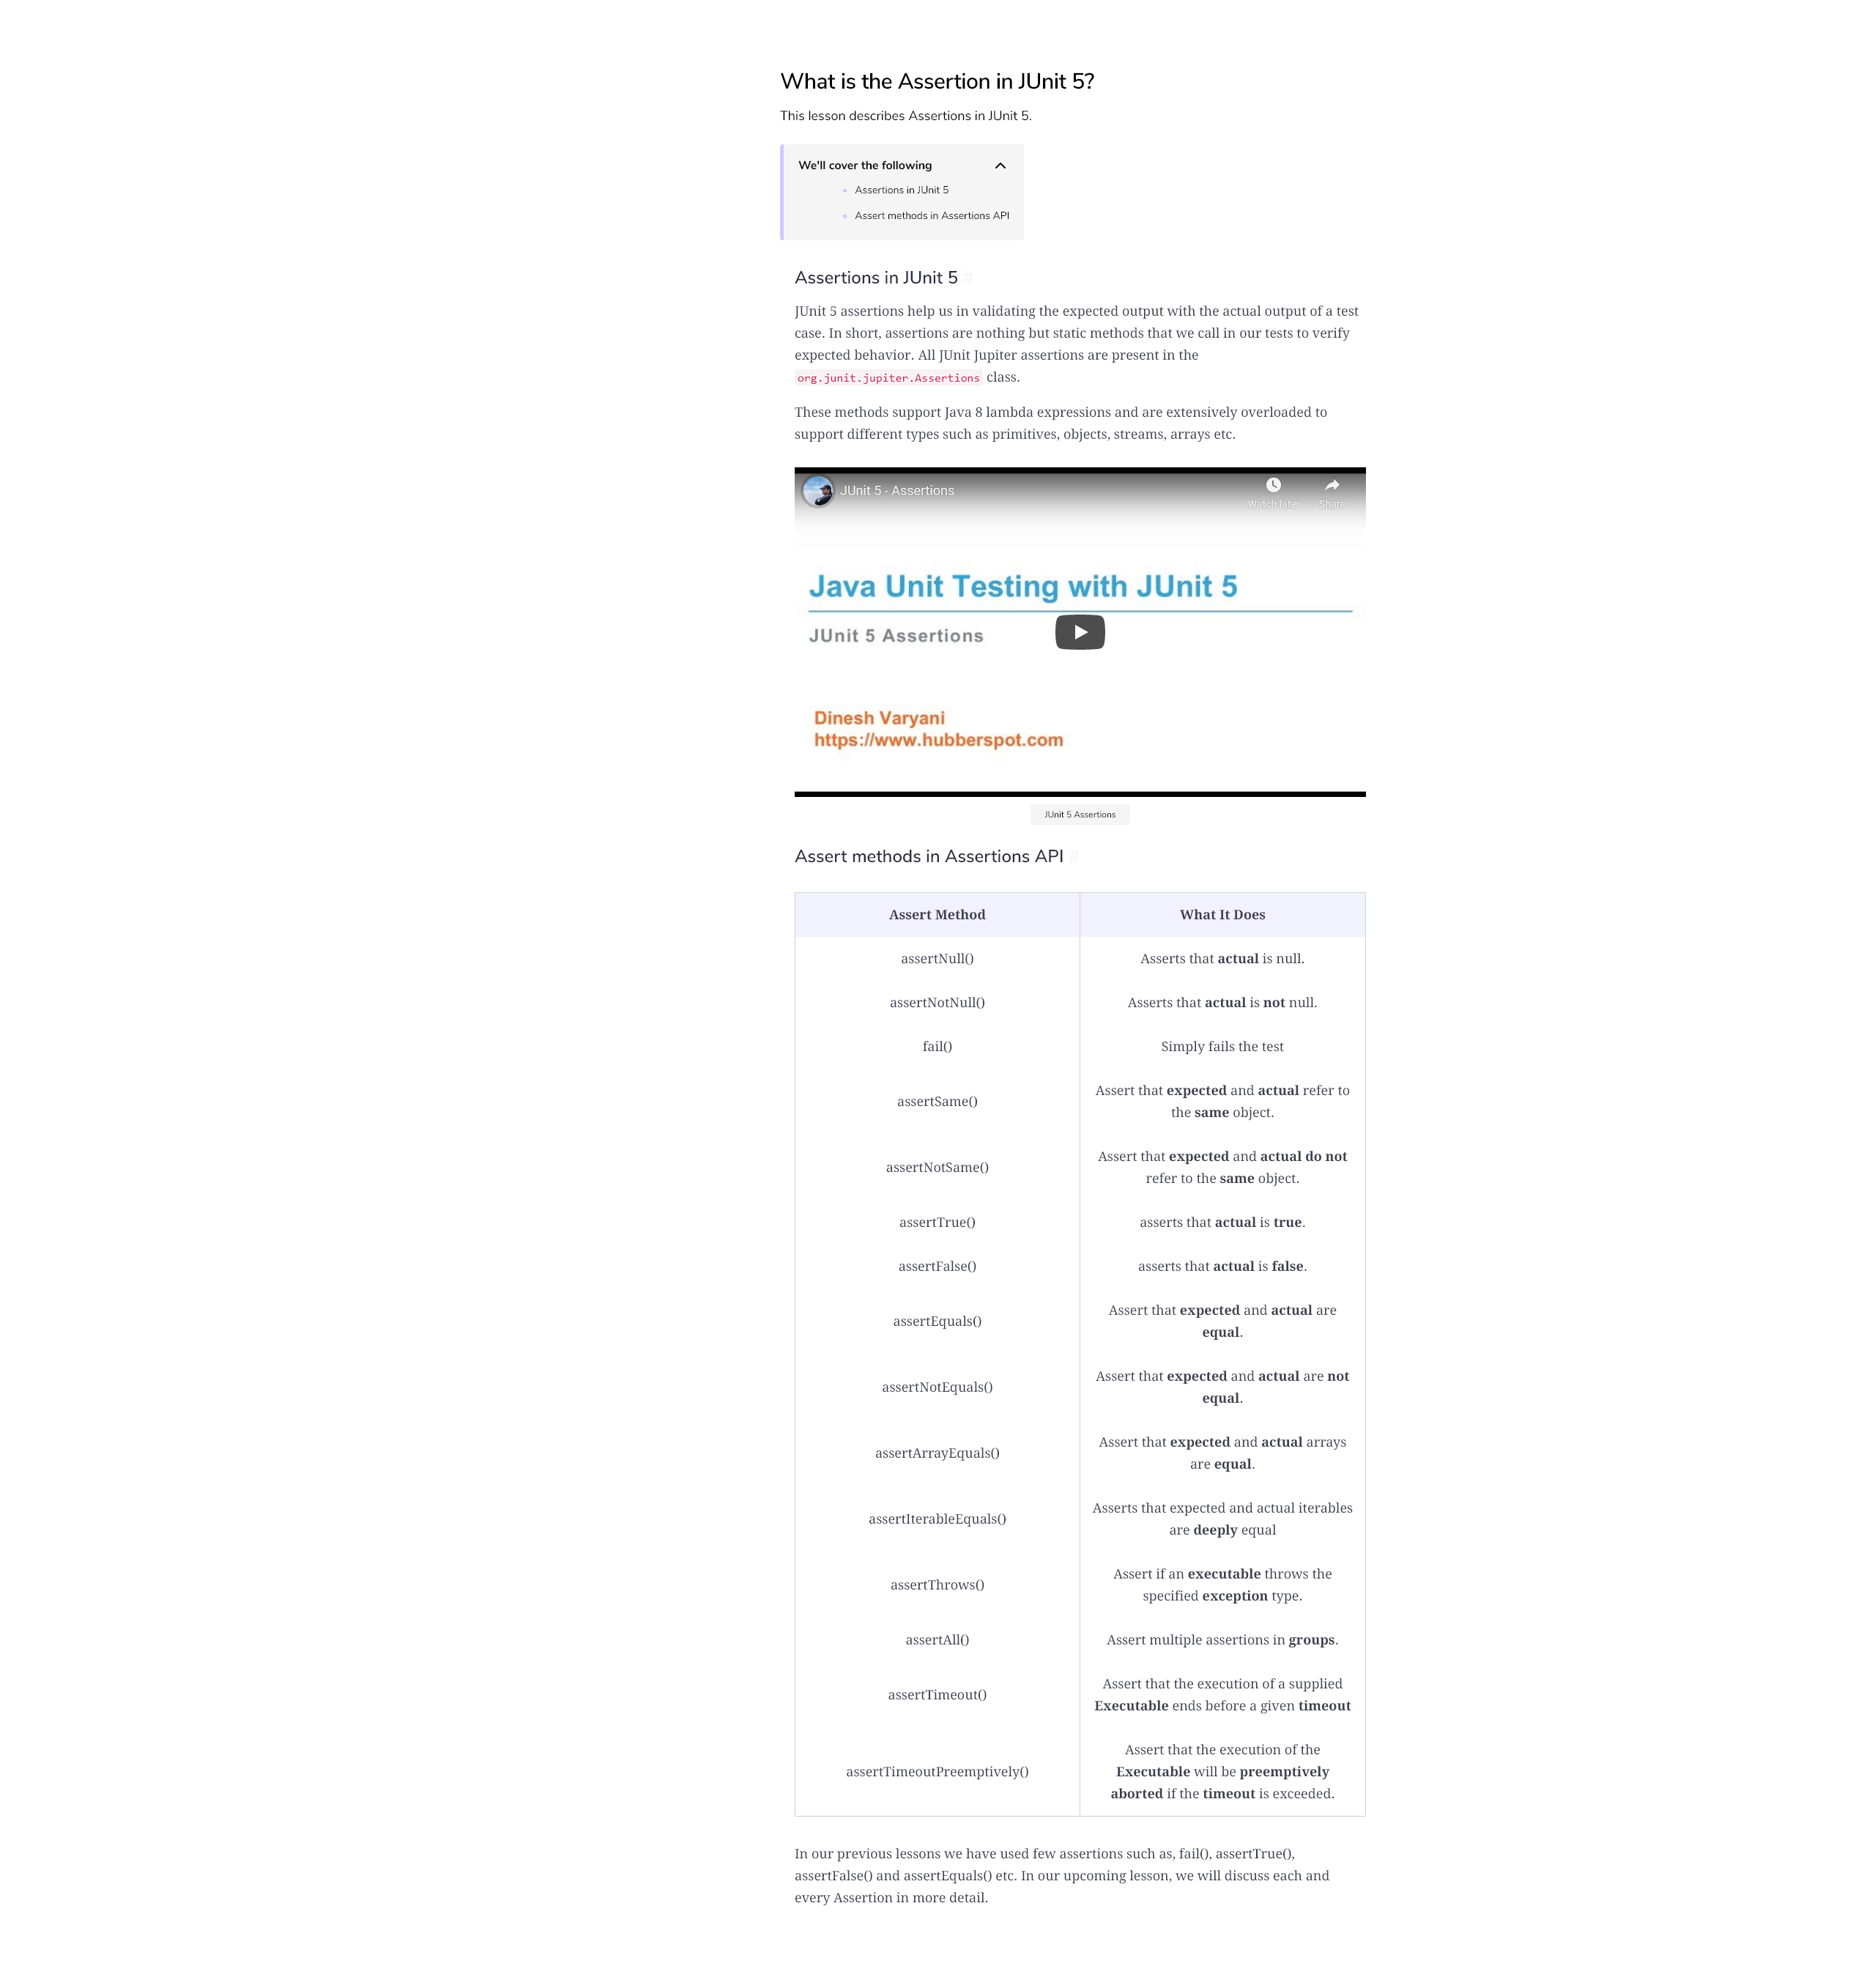 What is the Assertion in JUnit 5?
This lesson describes Assertions in JUnit 5.
We'll cover the following
Assertions in JUnit 5
Assert methods in Assertions API
Assertions in JUnit 5 #
JUnit 5 assertions help us in validating the expected output with the actual output of a test
case. In short, assertions are nothing but static methods that we call in our tests to verify
expected behavior. All JUnit Jupiter assertions are present in the
org.junit.jupiter.Assertions class.
These methods support Java 8 lambda expressions and are extensively overloaded to
support different types such as primitives, objects, streams, arrays etc.
JUnit 5 - Assertions
Watch later
Share
Java Unit Testing with JUnit 5
JUnit 5 Assertions
Dinesh Varyani
https://www.hubberspot.com
JUnit 5 Assertions
Assert methods in Assertions API #
Assert Method
What It Does
assertNull()
Asserts that actual is null.
assertNotNull()
Asserts that actual is not null.
fail()
Simply fails the test
assertSame()
Assert that expected and actual refer to
the same object.
assertNotSame()
Assert that expected and actual do not
refer to the same object.
assertTrue()
asserts that actual is true.
assertFalse()
asserts that actual is false.
assertEquals()
Assert that expected and actual are
equal.
assertNotEquals()
Assert that expected and actual are not
equal.
assertArrayEquals()
Assert that expected and actual arrays
are equal.
assertIterableEquals()
Asserts that expected and actual iterables
are deeply equal
assertThrows()
Assert if an executable throws the
specified exception type.
assertAll()
Assert multiple assertions in groups.
assertTimeout()
Assert that the execution of a supplied
Executable ends before a given timeout
assertTimeoutPreemptively()
Assert that the execution of the
Executable will be preemptively
aborted if the timeout is exceeded.
In our previous lessons we have used few assertions such as, fail(), assertTrue(),
assertFalse() and assertEquals() etc. In our upcoming lesson, we will discuss each and
every Assertion in more detail.